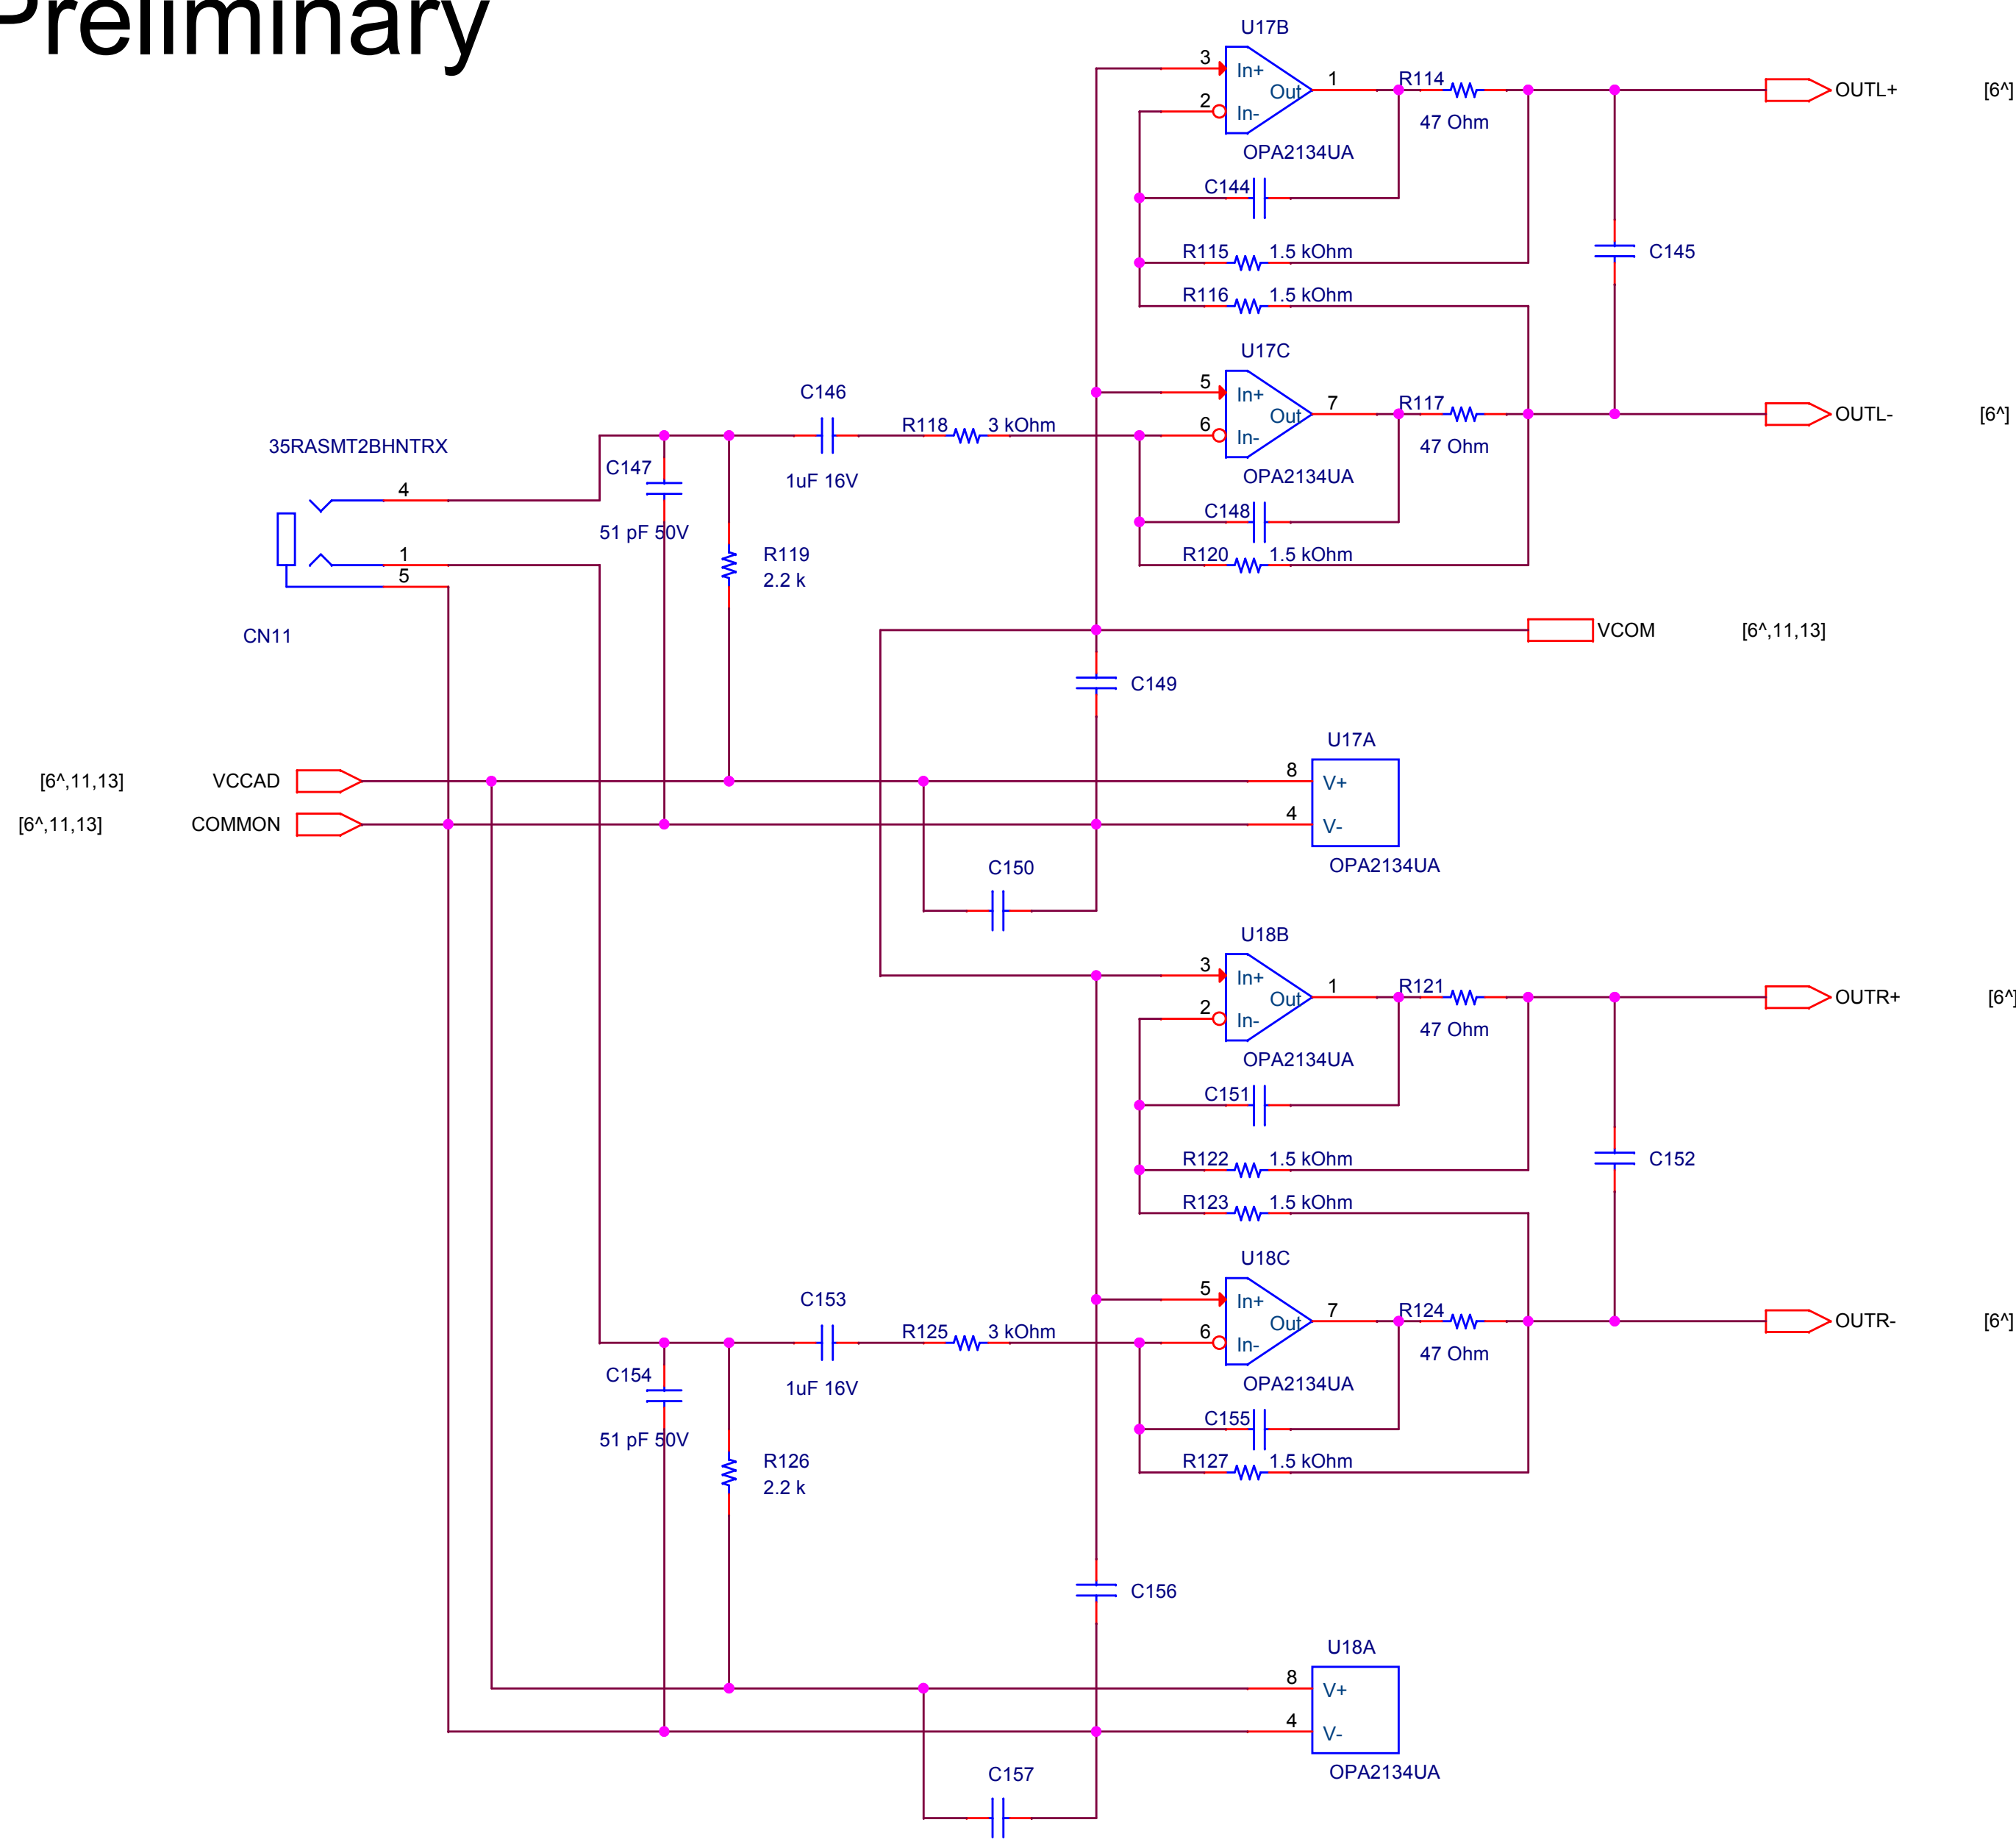 Preliminary
U17B
3
In+
1
Out
2
In-
OPA2134UA
R114
47 Ohm
OUTL+
[6^]
C144
R115
1.5 kOhm
C145
R116
1.5 kOhm
U17C
5
In+
7
Out
6
In-
OPA2134UA
R117
47 Ohm
OUTL-
[6^]
C146
1uF 16V
R118
3 kOhm
35RASMT2BHNTRX
C147
51 pF 50V
4
1
5
CN11
R119
2.2 k
C148
R120
1.5 kOhm
VCOM
[6^,11,13]
C149
U17A
[6^,11,13]
VCCAD
8
V+
[6^,11,13]
COMMON
4
V-
OPA2134UA
C150
U18B
3
In+
1
Out
2
In-
OPA2134UA
R121
47 Ohm
OUTR+
[6^]
C151
R122
1.5 kOhm
C152
R123
1.5 kOhm
U18C
5
In+
7
Out
6
In-
OPA2134UA
R124
47 Ohm
OUTR-
[6^]
C153
1uF 16V
R125
3 kOhm
C154
51 pF 50V
C155
R127
1.5 kOhm
R126
2.2 k
C156
U18A
8
V+
4
V-
OPA2134UA
C157